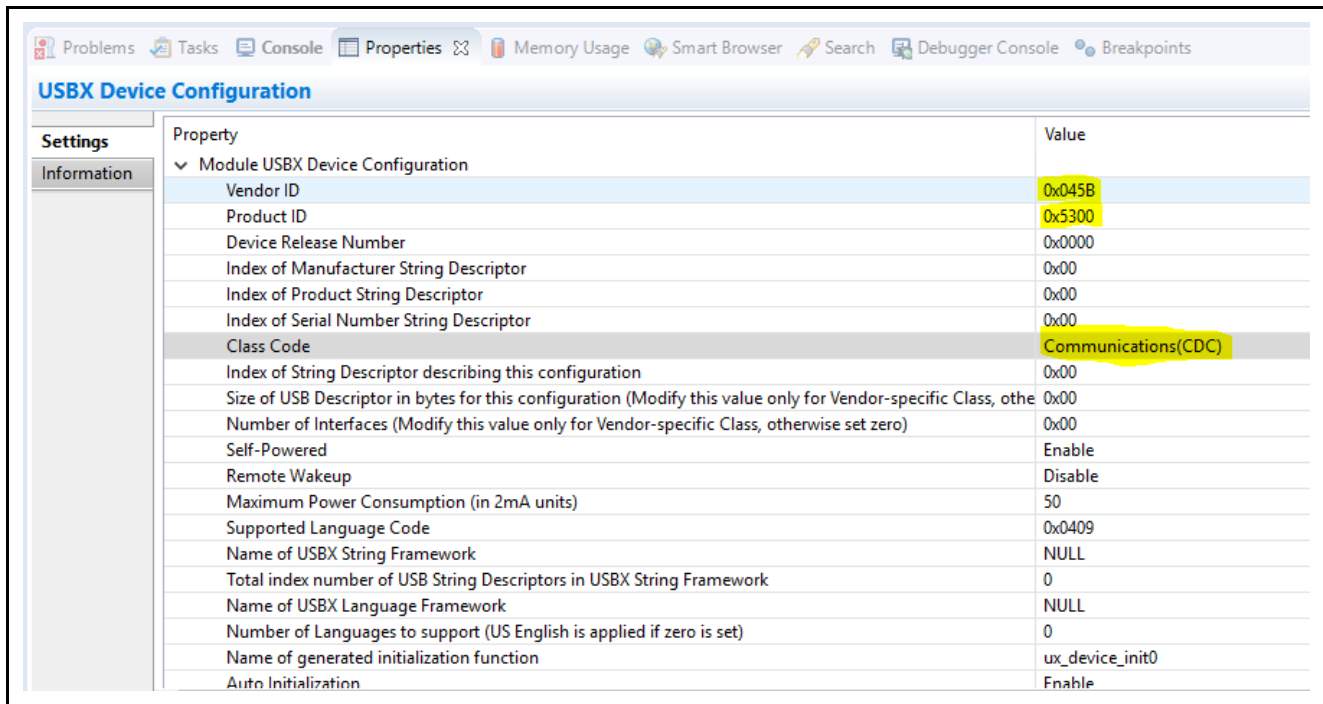 Problems Tasks Console Properties Memory Usage Smart Browser Search Debugger Console Breakpoints
USBX Device Configuration
Settings
Information
Property Value
Module USBX Device Configuration
Vendor ID 0x045B
Product ID 0x5300
Device Release Number 0x0000
Index of Manufacturer String Descriptor 0x00
Index of Product String Descriptor 0x00
Index of Serial Number String Descriptor 0x00
Class Code Communications(CDC)
Index of String Descriptor describing this configuration 0x00
Size of USB Descriptor in bytes for this configuration (Modify this value only for Vendor-specific Class, othe 0x00
Number of Interfaces (Modify this value only for Vendor-specific Class, otherwise set zero) 0x00
Self-Powered Enable
Remote Wakeup Disable
Maximum Power Consumption (in 2mA units) 50
Supported Language Code 0x0409
Name of USBX String Framework NULL
Total index number of USB String Descriptors in USBX String Framework 0
Name of USBX Language Framework NULL
Number of Languages to support (US English is applied if zero is set) 0
Name of generated initialization function ux_device_init0
Auto Initialization Enable